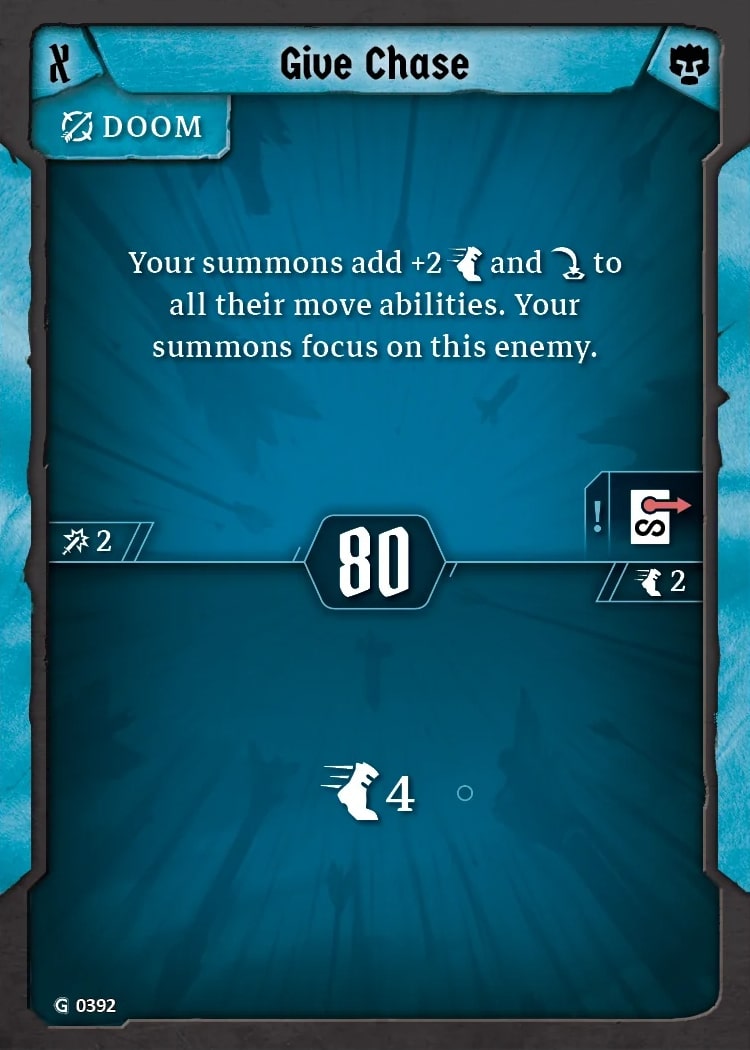 X
Give Chase
DOOM
Your summons add +2 and to
all their move abilities. Your
summons focus on this enemy.
2
!
S
80
2
4
G 0392